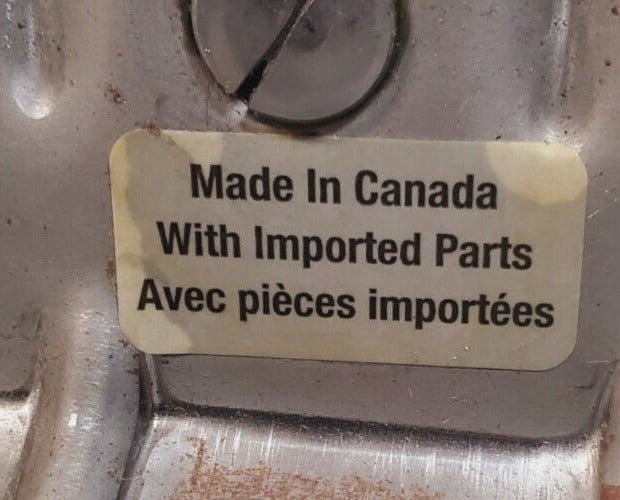 Made In Canada
With Imported Parts
Avec pièces importées